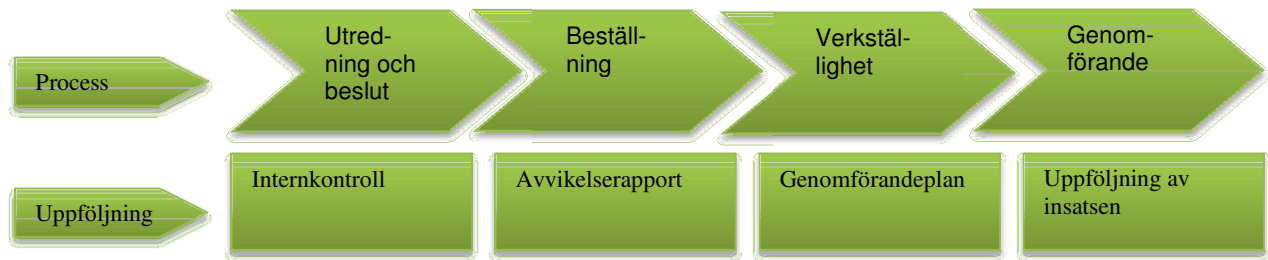 Process
Utred-
ning och
beslut
Beställ-
ning
Verkstäl-
lighet
Genom-
förande
Uppföljning
Internkontroll
Avvikelserapport
Genomförandeplan
Uppföljning av
insatsen